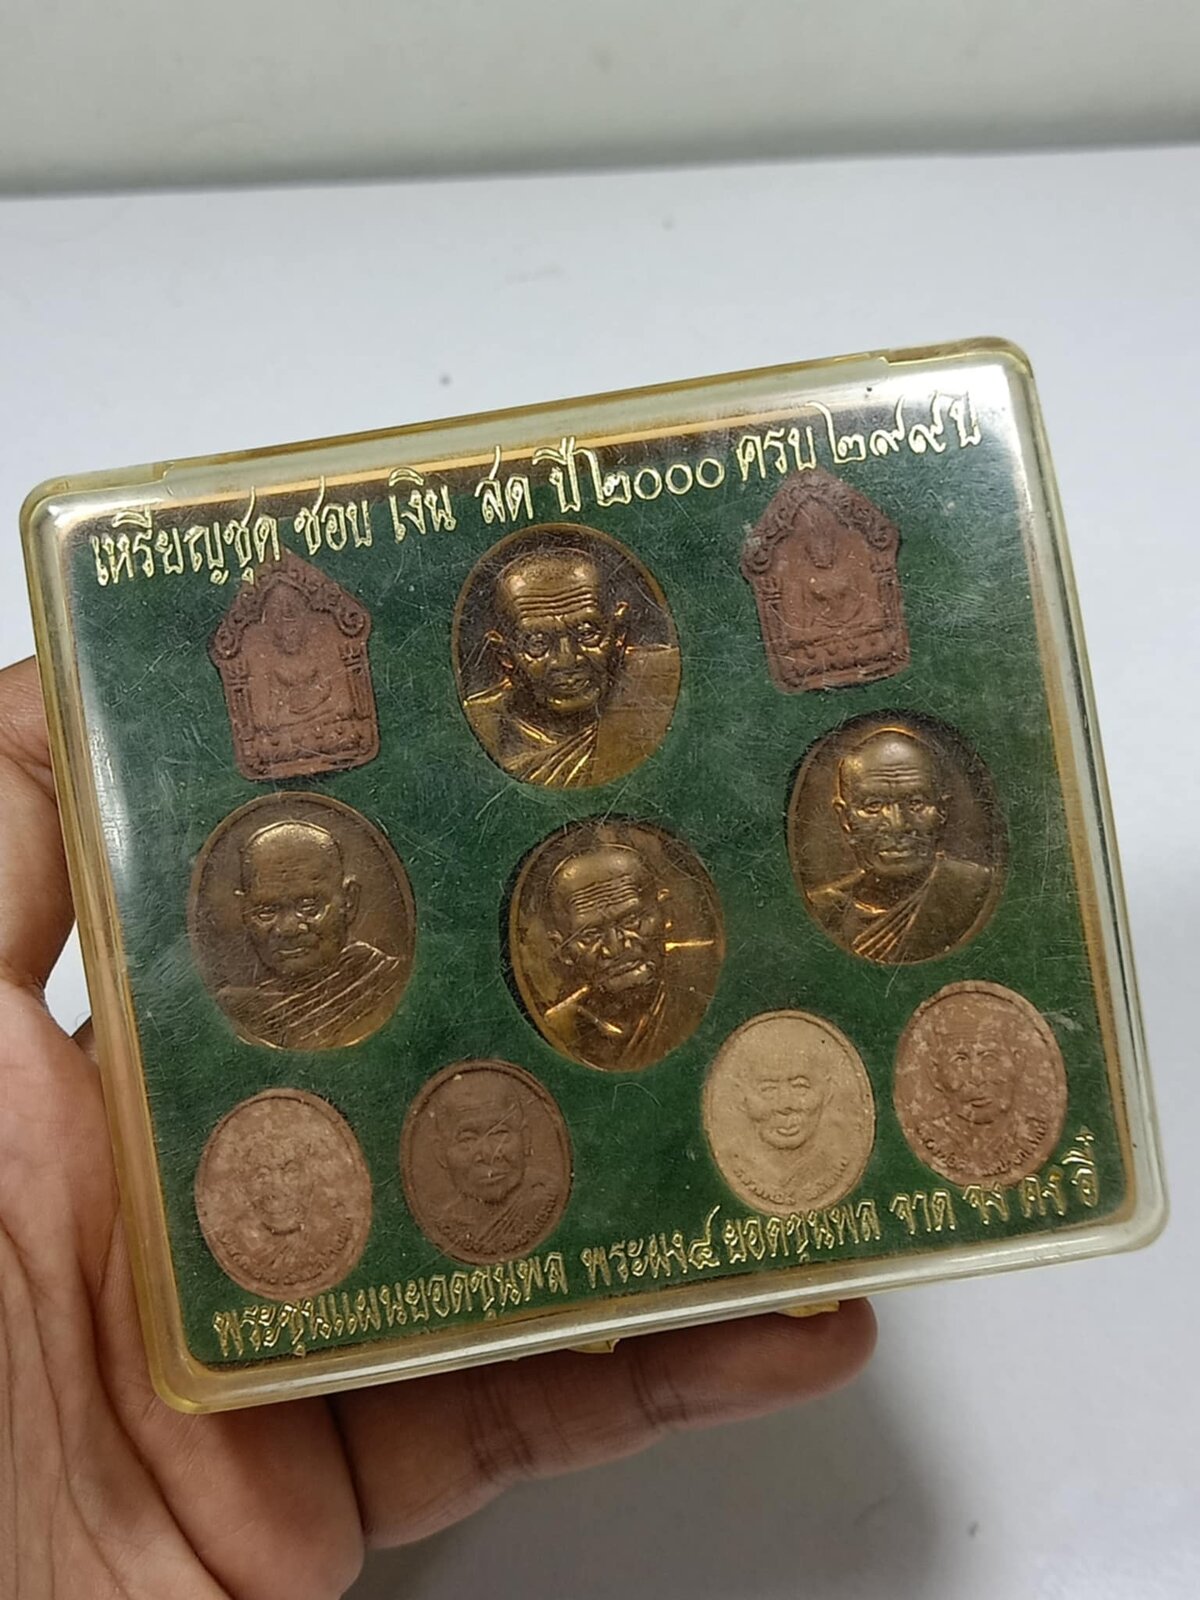 เหรียญชุด ชอบ เงิน สด ปี๒๐๐๐ ครบ ๒๙๙๙ปี
พระขุนแผนยอดขุนพล พระผง๔ ยอดขุนพล จาด จง คง อี๋